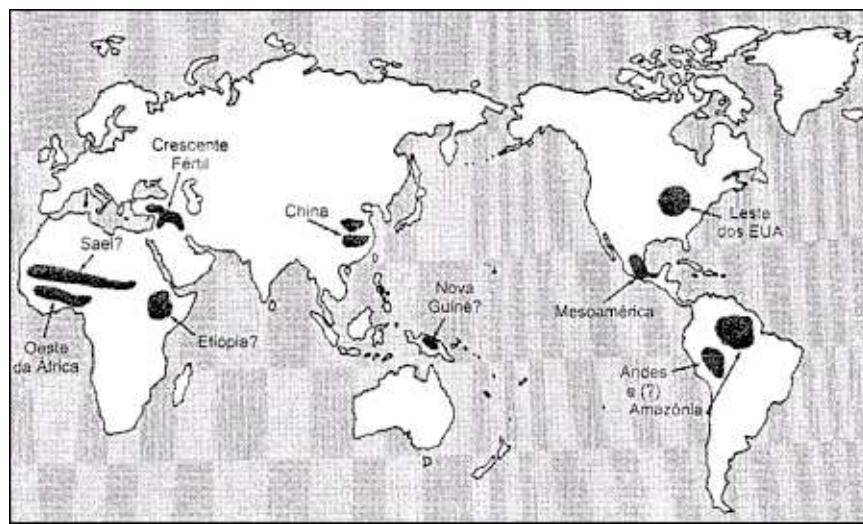 Crescente
Fértil
China
Sael?
Leste
dos EUA
Nova
Guiné?
Mesoamérica
Oeste
da África
Etiópia?
Andes
e (?)
Amazônia